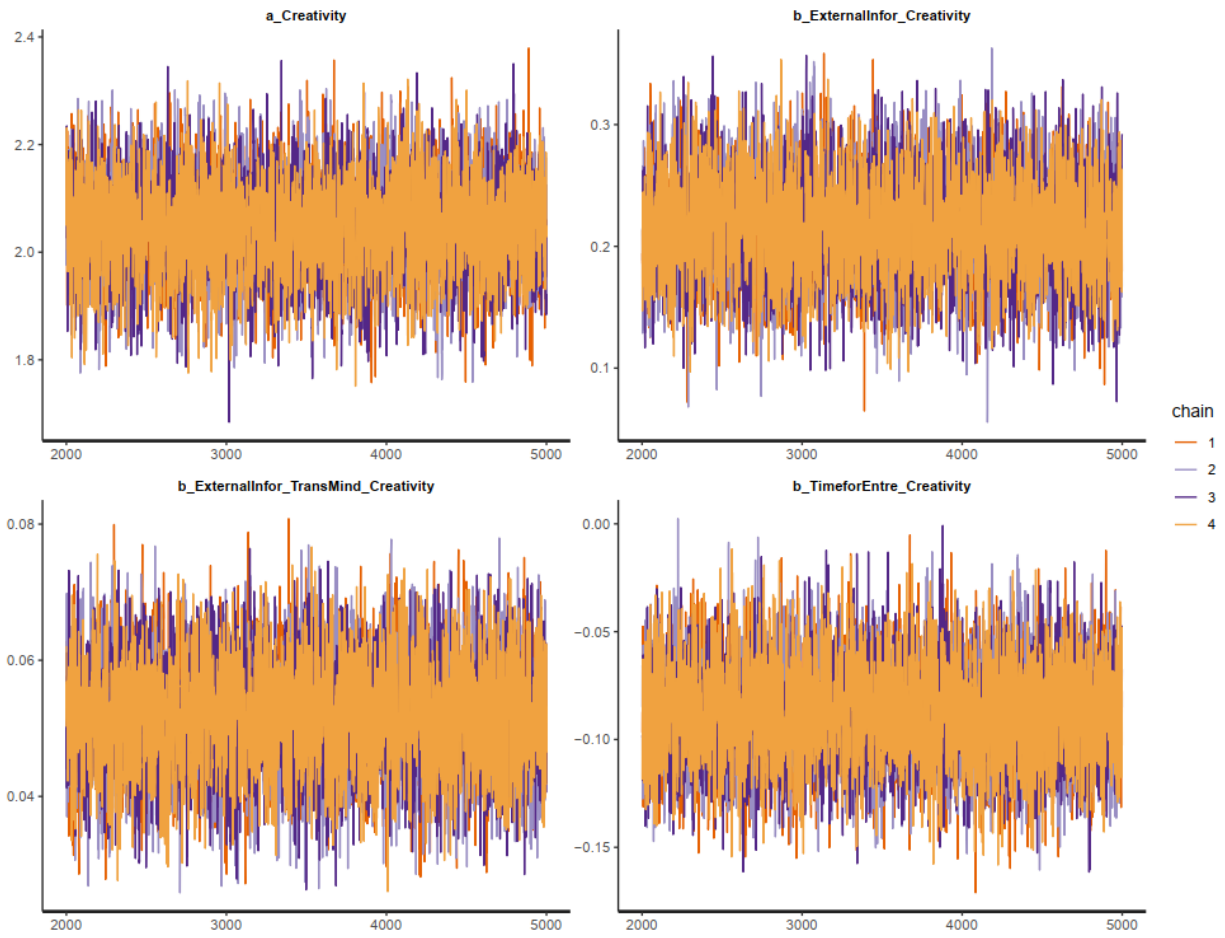 a_Creativity
2.4
2.2
2.0
1.8
2000 3000 4000 5000
b_ExternalInfor_Creativity
0.3
0.2
0.1
2000 3000 4000 5000
b_ExternalInfor_TransMind_Creativity
0.08
0.06
0.04
2000 3000 4000 5000
b_TimeforEntre_Creativity
0.00
−0.05
−0.10
−0.15
2000 3000 4000 5000
chain
1
2
3
4